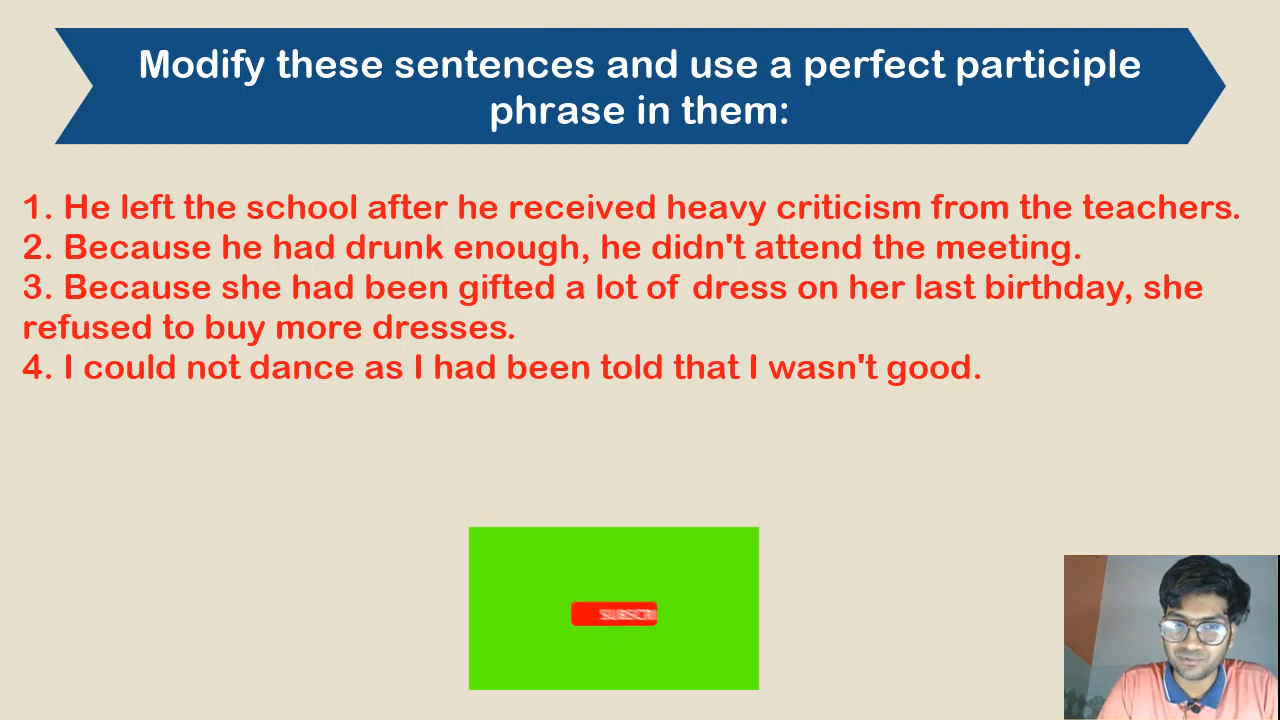 Modify these sentences and use a perfect participle
phrase in them:
1. He left the school after he received heavy criticism from the teachers.
2. Because he had drunk enough, he didn't attend the meeting.
3. Because she had been gifted a lot of dress on her last birthday, she
refused to buy more dresses.
4. I could not dance as I had been told that I wasn't good.